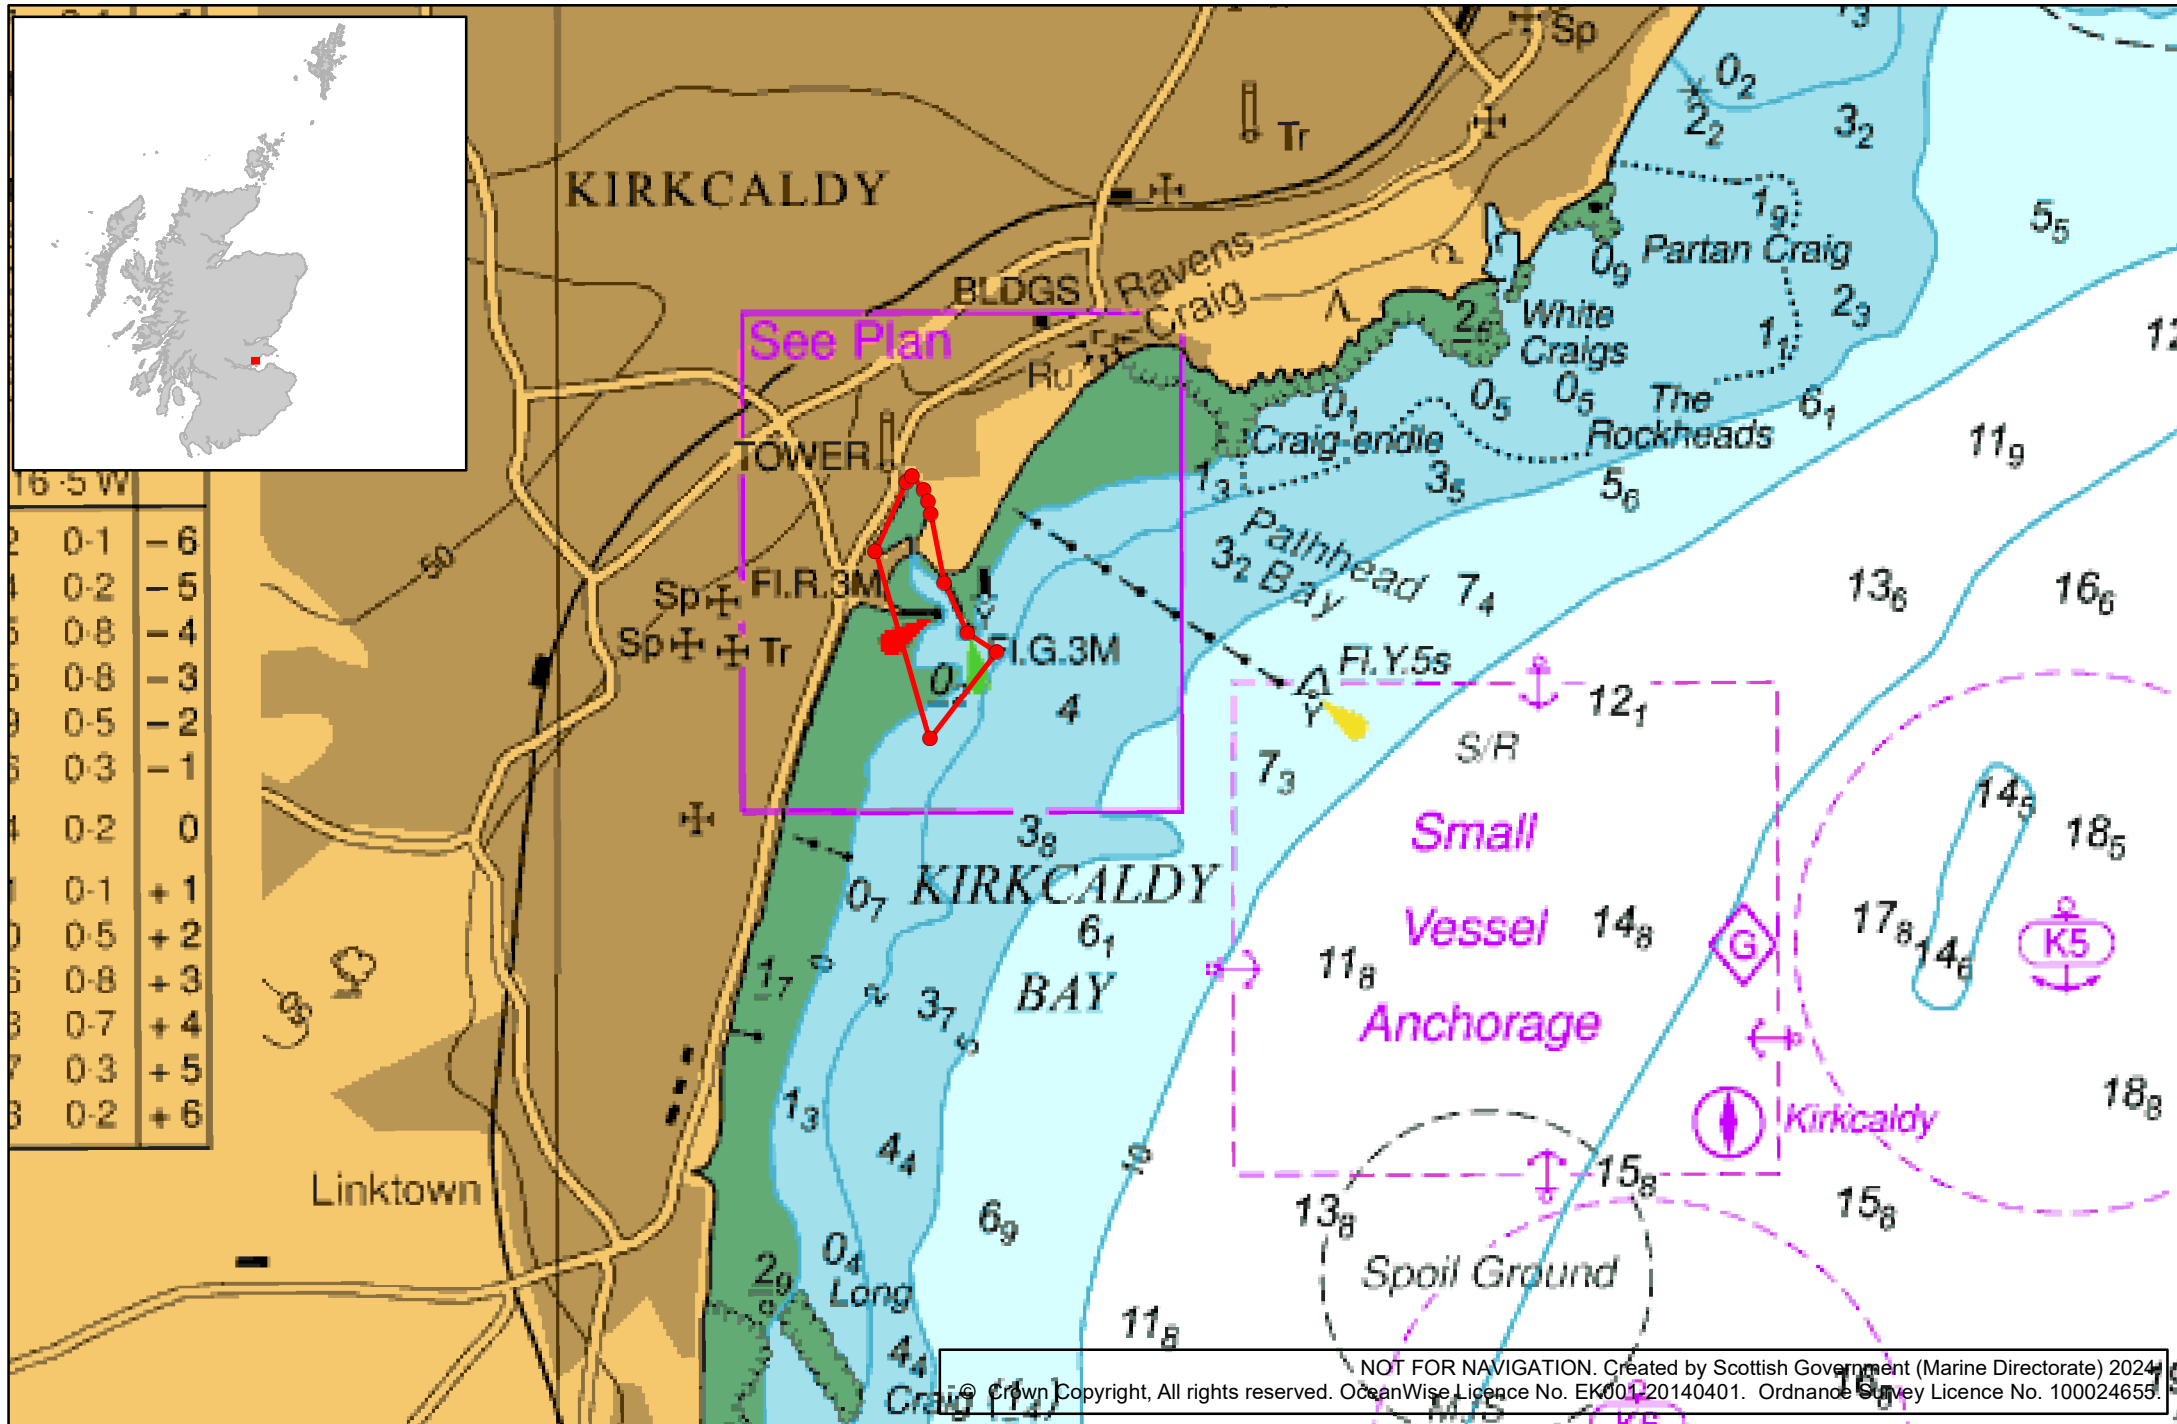 Sp
0₂
2₂
3₂
Tr
KIRKCALDY
1₉
5₅
Partan Craig
0₉
Ravens
Craig
BLDGS
2
White
Craigs
2₃
1₁
See Plan
Ru
0₁
0₅
0₅
The
Rockheads
6₁
Craig-endie
11₉
TOWER
1₃
3₅
5₆
16·5 W
0·1 – 6
0·2 – 5
0·8 – 4
0·8 – 3
0·5 – 2
0·3 – 1
0·2 0
0·1 + 1
0·5 + 2
0·8 + 3
0·7 + 4
0·3 + 5
0·2 + 6
50
Pathhead
Bay
3₂
7₄
13₆
16₆
Sp
Fl.R.3M
Sp
Tr
Fl.G.3M
Fl.Y.5s
Y
4
12₁
S/R
7₃
Small
Vessel
Anchorage
14₅
18₅
3₈
KIRKCALDY
BAY
0₇
6₁
14₈
G
17₈
14₆
K5
11₈
1₇
3₇
5
1₃
4₄
10
Kirkcaldy
18₈
Linktown
15₈
15₈
13₈
6₉
0₄
2₉
Long
Spoil Ground
11₈
4₄
Craig (1₄)
NOT FOR NAVIGATION. Created by Scottish Government (Marine Directorate) 2024
© Crown Copyright, All rights reserved. OceanWise Licence No. EK001-20140401. Ordnance Survey Licence No. 100024655.